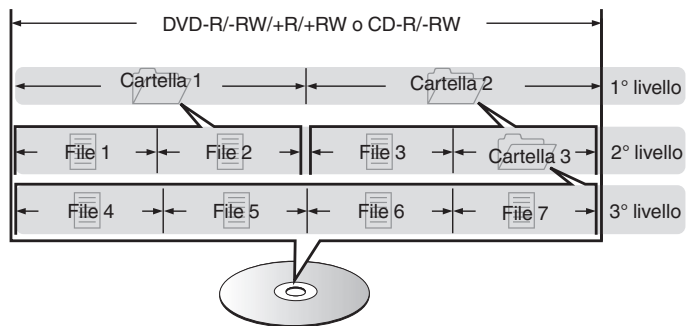 DVD-R/-RW/+R/+RW o CD-R/-RW
Cartella 1 Cartella 2 1° livello
File 1 File 2 File 3 Cartella 3 2° livello
File 4 File 5 File 6 File 7 3° livello